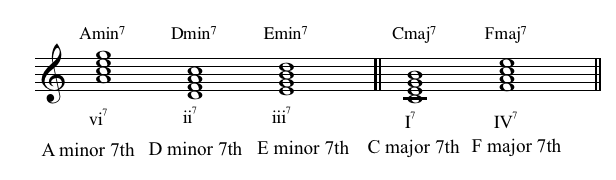 Amin⁷ Dmin⁷ Emin⁷ Cmaj⁷ Fmaj⁷
vi⁷ ii⁷ iii⁷ I⁷ IV⁷
A minor 7th D minor 7th E minor 7th C major 7th F major 7th